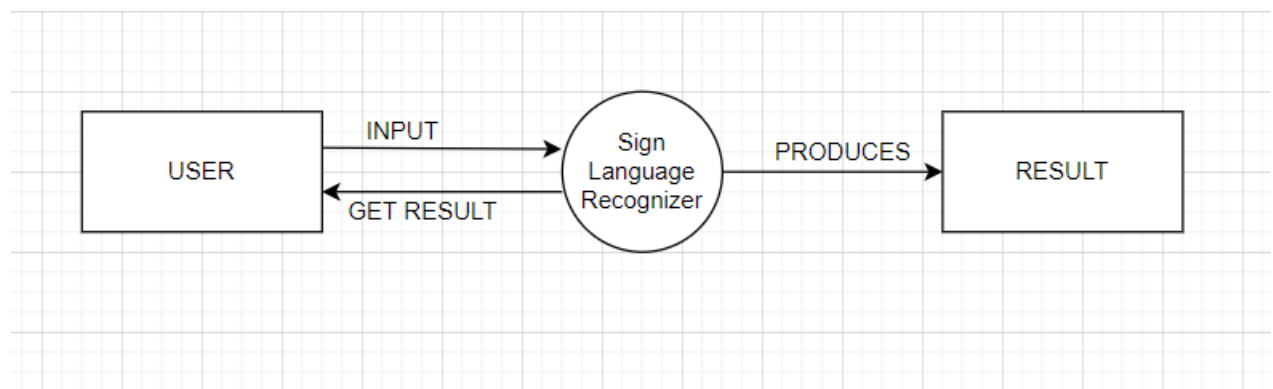 USER
INPUT
GET RESULT
Sign
Language
Recognizer
PRODUCES
RESULT